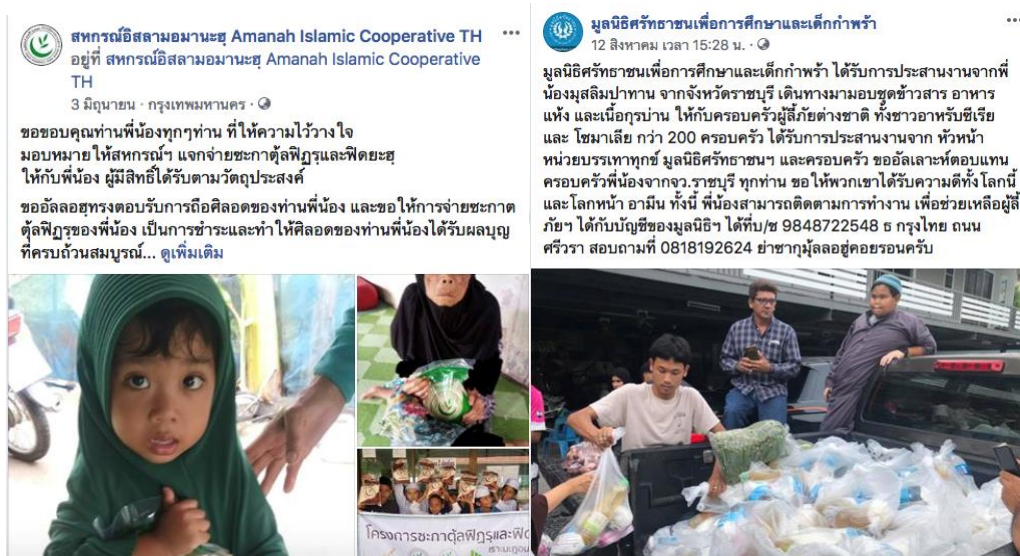 สหกรณ์อิสลามอมานะฮฺ Amanah Islamic Cooperative TH
อยู่ที่ สหกรณ์อิสลามอมานะฮฺ Amanah Islamic Cooperative
TH
3 มิถุนายน · กรุงเทพมหานคร ·
ขอขอบคุณท่านพี่น้องทุกๆท่าน ที่ให้ความไว้วางใจ
มอบหมายให้สหกรณ์ฯ แจกจ่ายซะกาตุ้ลฟิฏรฺและฟิดยะฮฺ
ให้กับพี่น้อง ผู้มีสิทธิ์ได้รับตามวัตถุประสงค์
ขออัลลอฮฺทรงตอบรับการถือศิลอดของท่านพี่น้อง และขอให้การจ่ายซะกาต
ตุ้ลฟิฏรฺของพี่น้อง เป็นการชำระและทำให้ศิลอดของท่านพี่น้องได้รับผลบุญ
ที่ครบถ้วนสมบูรณ์... ดูเพิ่มเติม
โครงการซะกาตุ้ลฟิฏรฺและฟิด
มูลนิธิศรัทธาชนเพื่อการศึกษาและเด็กกำพร้า
12 สิงหาคม เวลา 15:28 น. ·
มูลนิธิศรัทธาชนเพื่อการศึกษาและเด็กกำพร้า ได้รับการประสานงานจากพี่
น้องมุสลิมปาทาน จากจังหวัดราชบุรี เดินทางมามอบชุดข้าวสาร อาหาร
แห้ง และเนื้อกุรบ่าน ให้กับครอบครัวผู้ลี้ภัยต่างชาติ ทั้งชาวอาหรับซีเรีย
และ โซมาเลีย กว่า 200 ครอบครัว ได้รับการประสานงานจาก หัวหน้า
หน่วยบรรเทาทุกข์ มูลนิธิศรัทธาชนฯ และครอบครัว ขออัลเลาะห์ตอบแทน
ครอบครัวพี่น้องจากจว.ราชบุรี ทุกท่าน ขอให้พวกเขาได้รับความดีทั้งโลกนี้
และโลกหน้า อามีน ทั้งนี้ พี่น้องสามารถติดตามการทำงาน เพื่อช่วยเหลือผู้ลี้
ภัยฯ ได้กับบัญชีของมูลนิธิฯ ได้ที่บ/ช 9848722548 ธ กรุงไทย ถนน
ศรีวรา สอบถามที่ 0818192624 ย่าซากุมุ้ลลอฮู่คอยรอนครับ